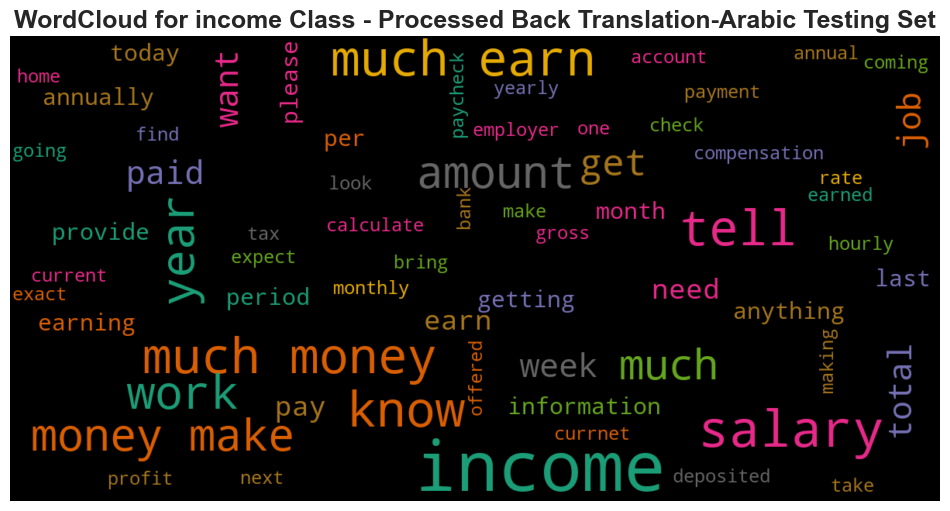 WordCloud for income Class - Processed Back Translation-Arabic Testing Set
today
much earn
account
annual
coming
home
want
please
paycheck
yearly
payment
annually
job
find
per
employer
one
check
going
paid
look
amount
get
compensation
rate
earned
bank
make
month
year
provide
tax
calculate
gross
tell
hourly
expect
bring
current
exact
period
monthly
getting
need
last
anything
earning
earn
offered
making
total
much money
week
much
work
pay
know
information
money make
currnet
salary
income
profit
next
deposited
take